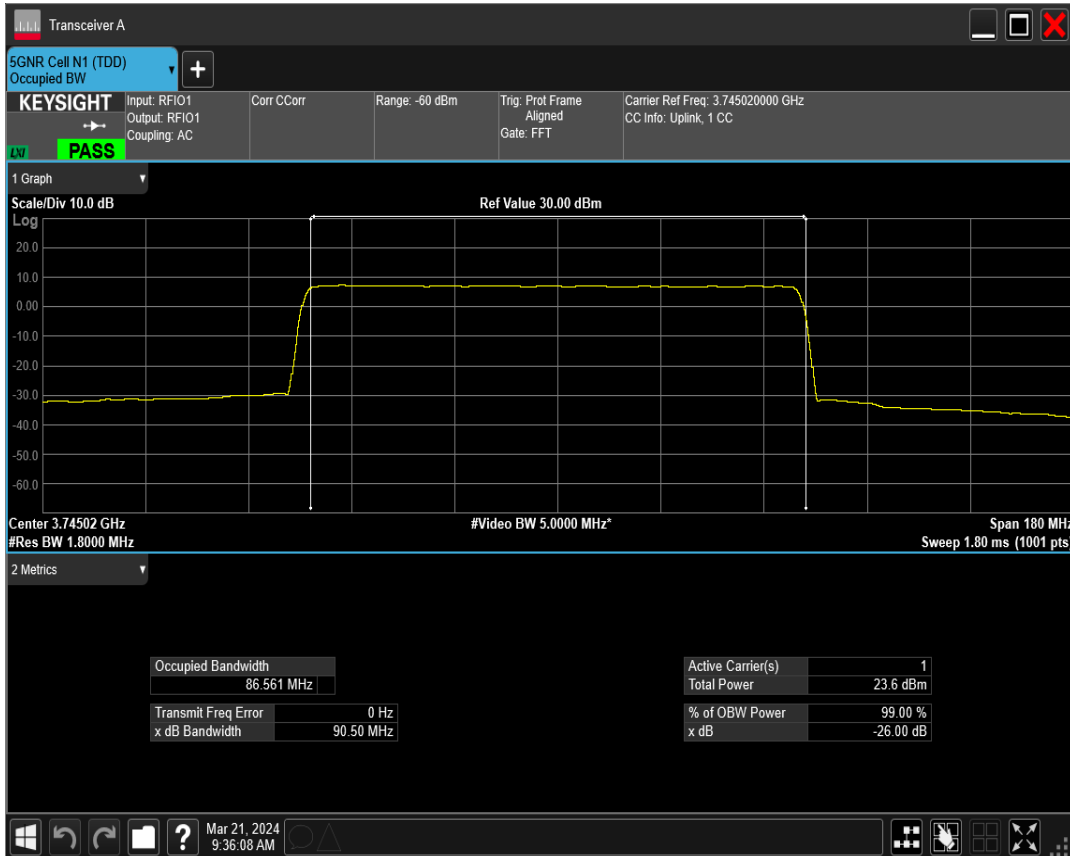 Transceiver A
5GNR Cell N1 (TDD)
Occupied BW
+
KEYSIGHT
LXI
PASS
Input: RFIO1
Output: RFIO1
Coupling: AC
Corr CCorr
Range: -60 dBm
Trig: Prot Frame
Aligned
Gate: FFT
Carrier Ref Freq: 3.745020000 GHz
CC Info: Uplink, 1 CC
1 Graph
Scale/Div 10.0 dB
Ref Value 30.00 dBm
Log
20.0
10.0
0.00
-10.0
-20.0
-30.0
-40.0
-50.0
-60.0
Center 3.74502 GHz
#Video BW 5.0000 MHz*
Span 180 MHz
#Res BW 1.8000 MHz
Sweep 1.80 ms (1001 pts)
2 Metrics
Occupied Bandwidth
86.561 MHz
Transmit Freq Error 0 Hz
x dB Bandwidth 90.50 MHz
Active Carrier(s) 1
Total Power 23.6 dBm
% of OBW Power 99.00 %
x dB -26.00 dB
?
Mar 21, 2024
9:36:08 AM